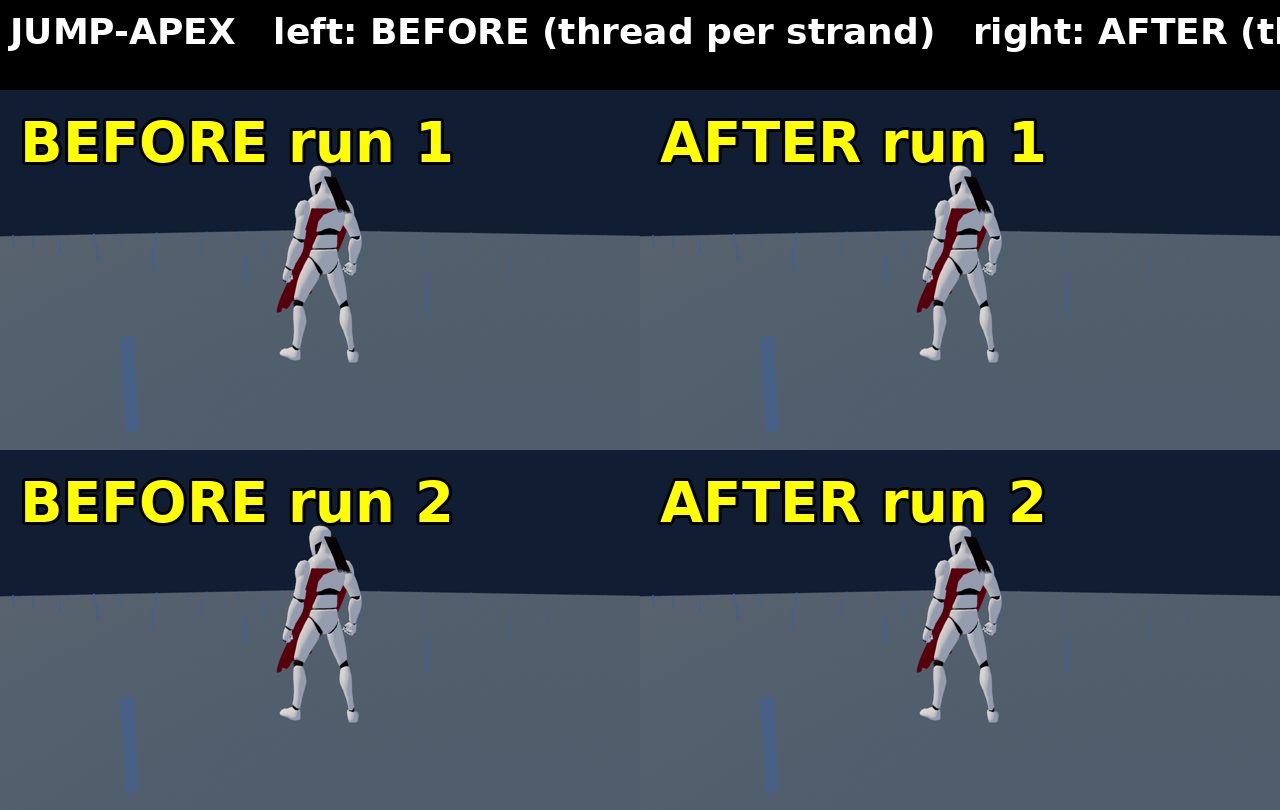 JUMP-APEX left: BEFORE (thread per strand) right: AFTER
BEFORE run 1
AFTER run 1
BEFORE run 2
AFTER run 2